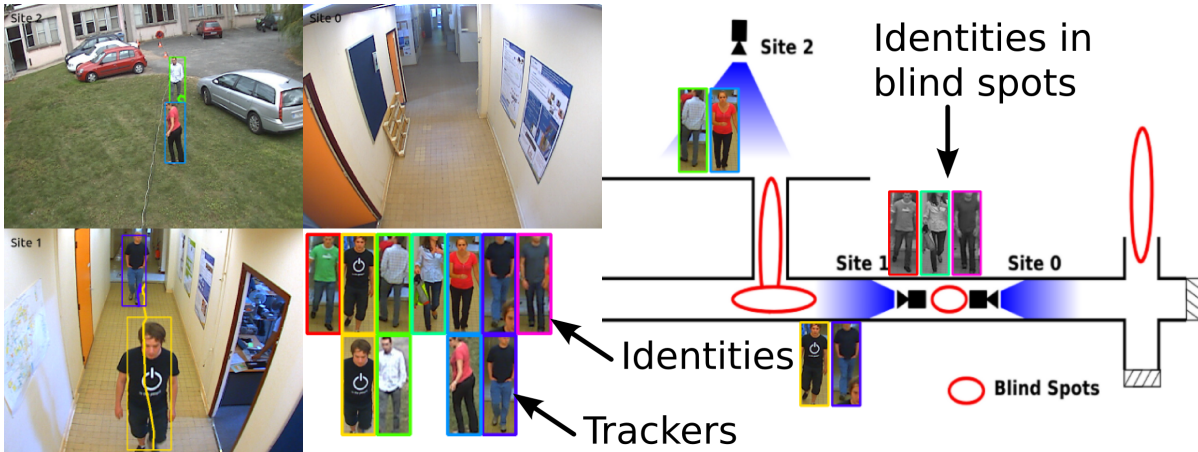 Site 2
Site 0
Site 2
Identities in
blind spots
Site 1
Site 1
Site 0
Identities
Blind Spots
Trackers